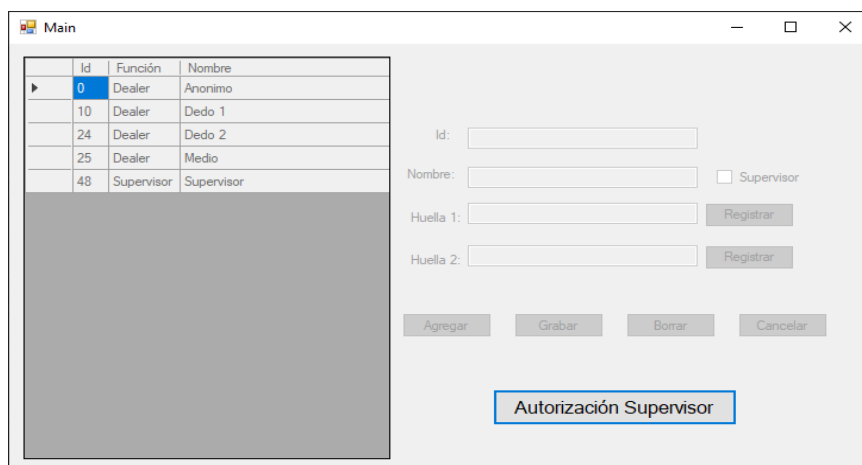 Main
Id Función Nombre
0 Dealer Anonimo
10 Dealer Dedo 1
24 Dealer Dedo 2
25 Dealer Medio
48 Supervisor Supervisor
Id:
Nombre: Supervisor
Huella 1: Registrar
Huella 2: Registrar
Agregar Grabar Borrar Cancelar
Autorización Supervisor